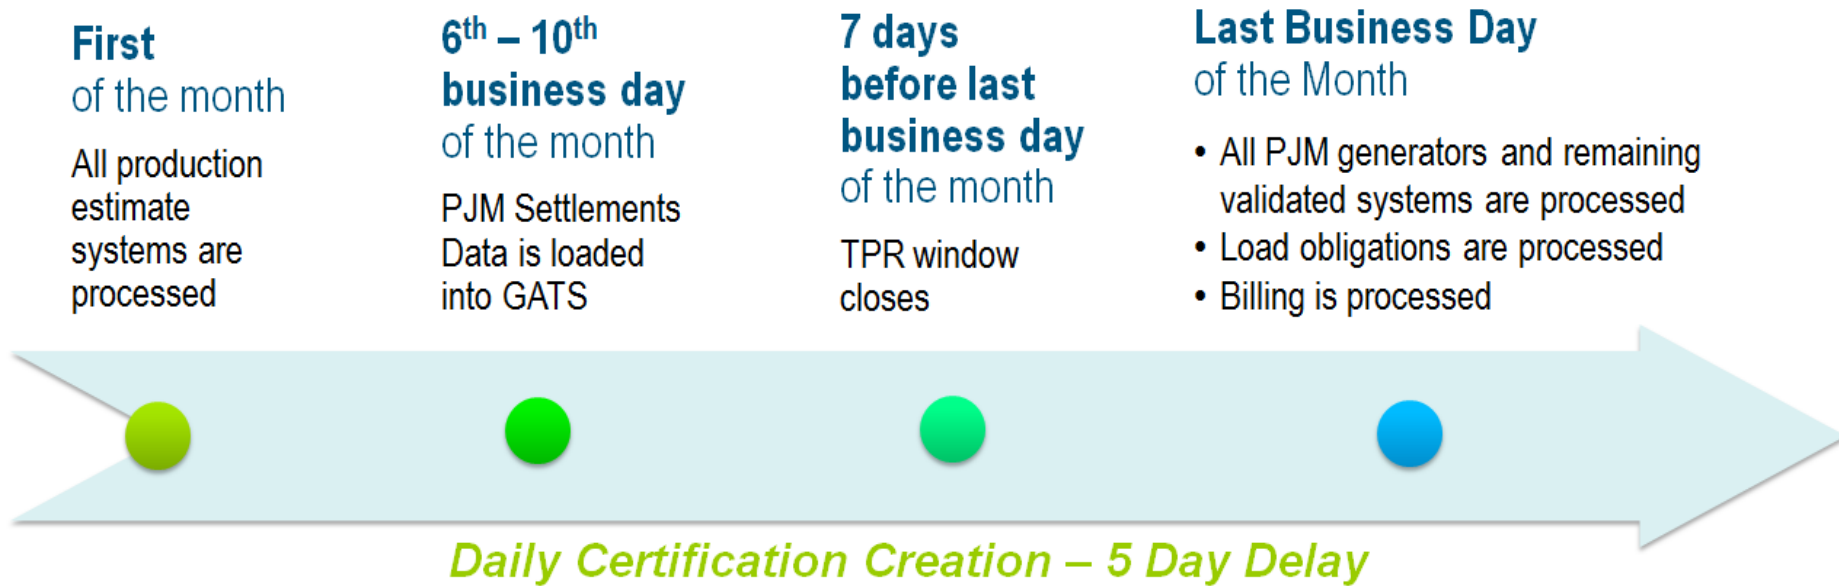 First
of the month
All production
estimate
systems are
processed
6th – 10th
business day
of the month
PJM Settlements
Data is loaded
into GATS
7 days
before last
business day
of the month
TPR window
closes
Last Business Day
of the Month
• All PJM generators and remaining
validated systems are processed
• Load obligations are processed
• Billing is processed
Daily Certification Creation – 5 Day Delay